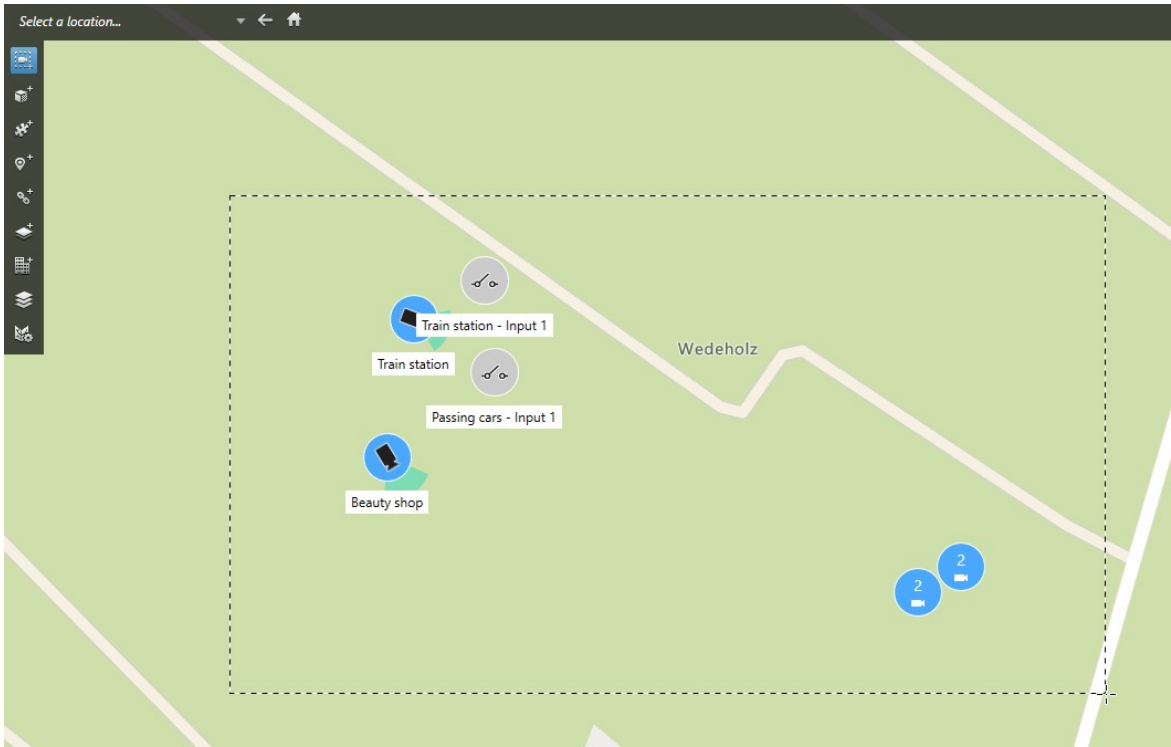 Select a location...
Train station - Input 1
Wedeholz
Train station
Passing cars - Input 1
Beauty shop
2
2